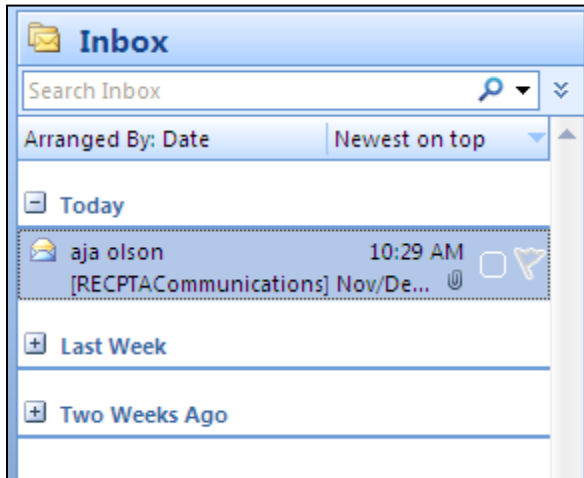 Inbox
Search Inbox
Arranged By: Date Newest on top
Today
aja olson 10:29 AM
[RECPTACommunications] Nov/De...
Last Week
Two Weeks Ago